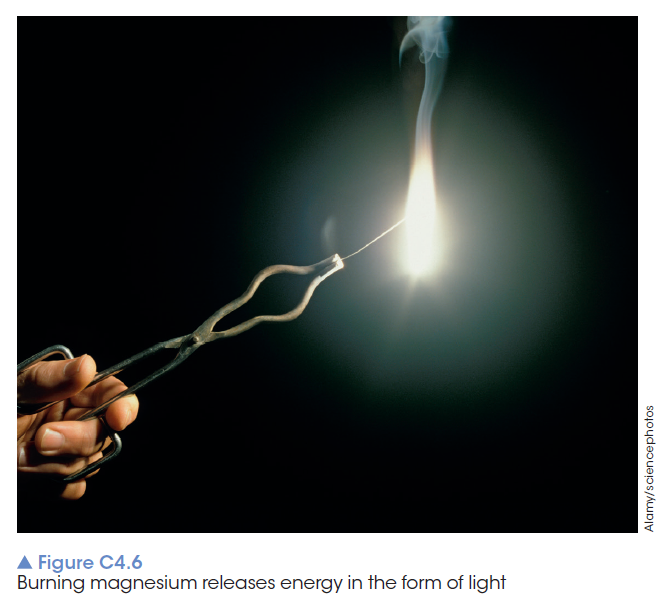 Alamy/sciencephotos
▲ Figure C4.6
Burning magnesium releases energy in the form of light